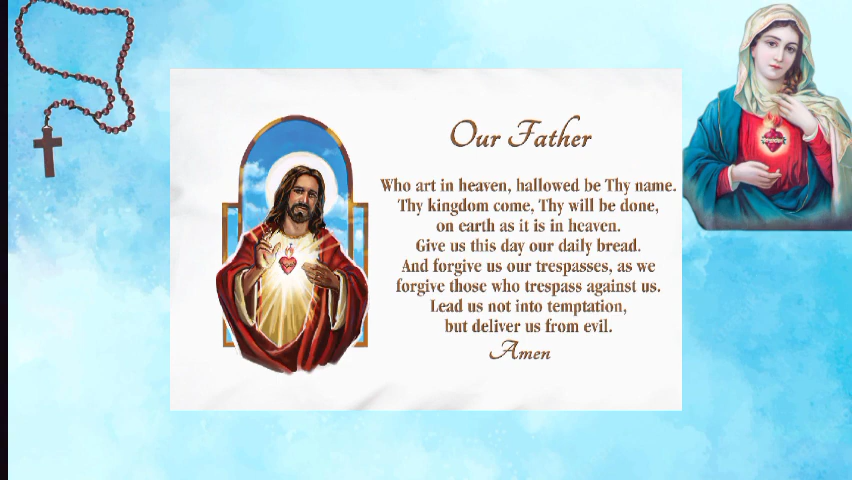 Our Father
Who art in heaven, hallowed be Thy name.
Thy kingdom come, Thy will be done,
on earth as it is in heaven.
Give us this day our daily bread.
And forgive us our trespasses, as we
forgive those who trespass against us.
Lead us not into temptation,
but deliver us from evil.
Amen